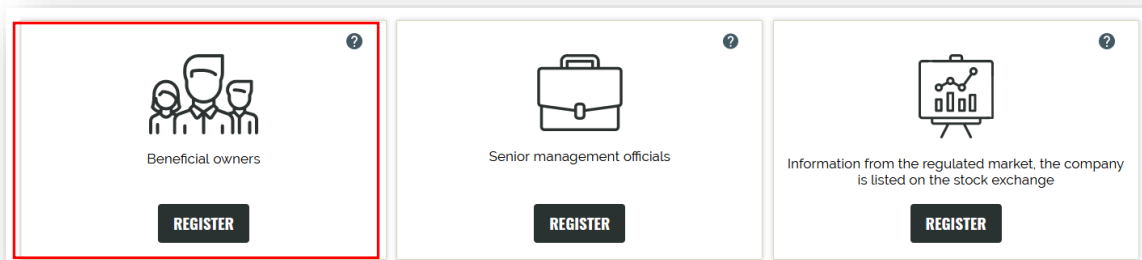 ?
?
?
Beneficial owners
Senior management officials
Information from the regulated market, the company
is listed on the stock exchange
REGISTER
REGISTER
REGISTER